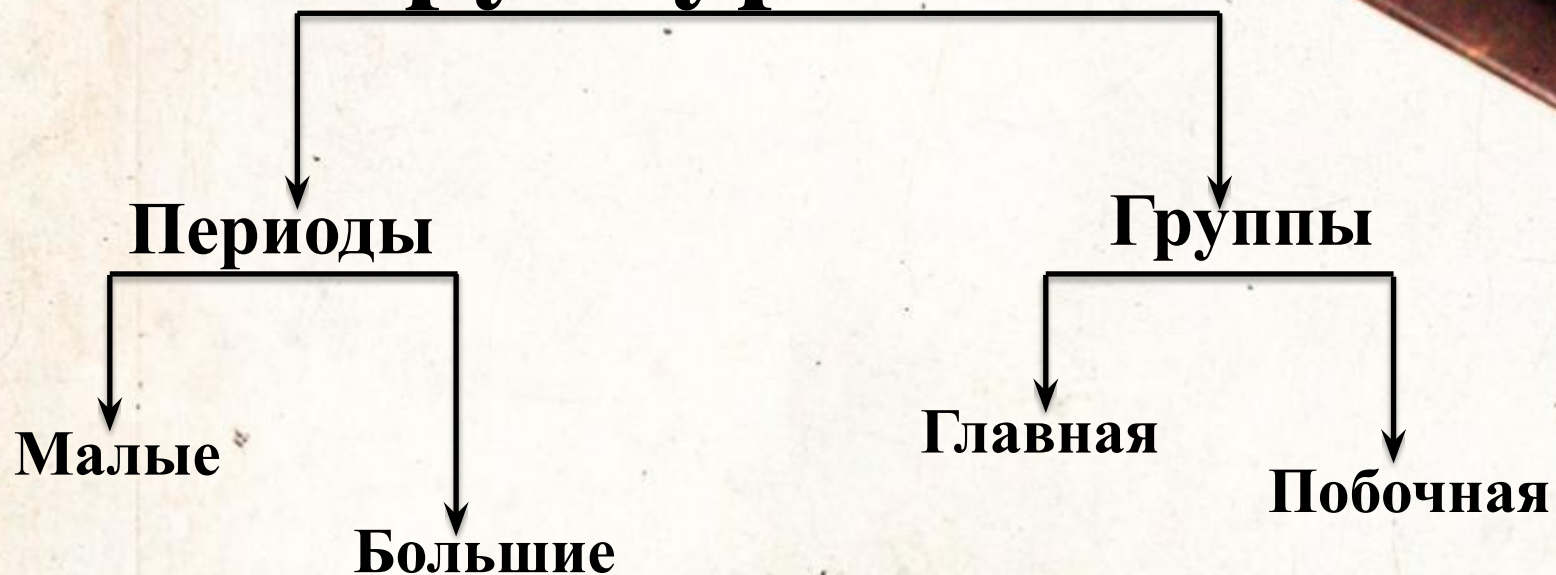 Периоды
Группы
Малые
Большие
Главная
Побочная